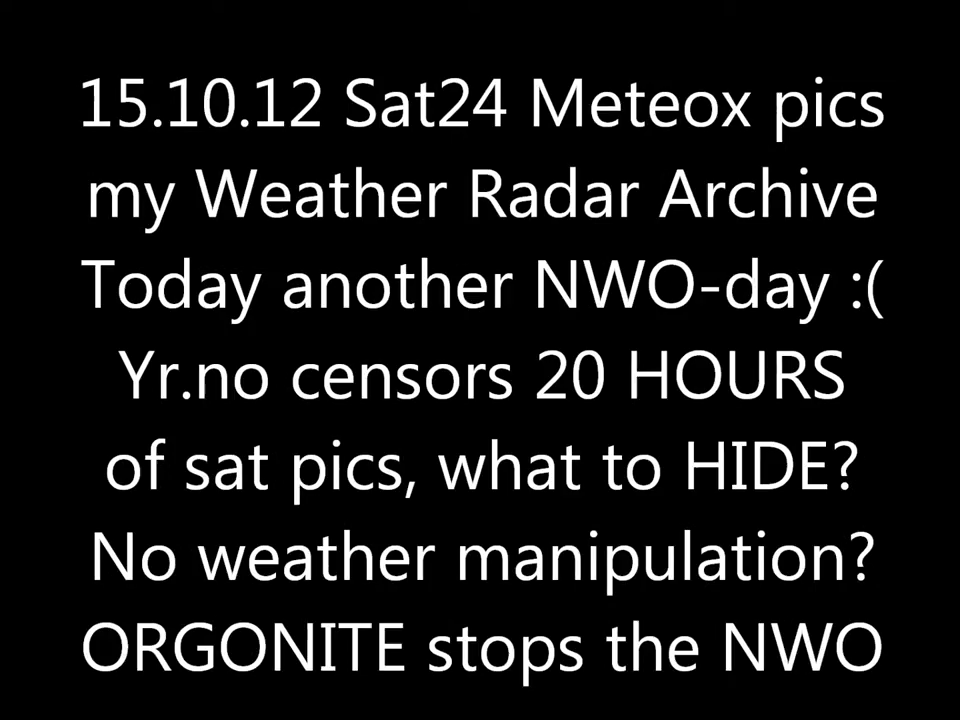 15.10.12 Sat24 Meteox pics
my Weather Radar Archive
Today another NWO-day :(
Yr.no censors 20 HOURS
of sat pics, what to HIDE?
No weather manipulation?
ORGONITE stops the NWO